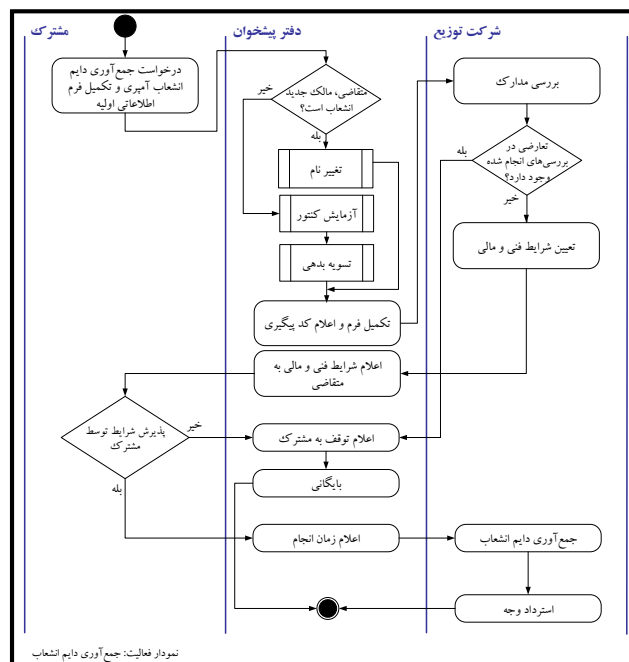 شرکت توزیع
دفتر پیشخوان
مشترك
درخواست جمع‌آوری دایم
انشعاب آمپری و تکمیل فرم
اطلاعاتی اولیه
متقاضی، مالک جدید
انشعاب است؟
خیر
بله
تغییر نام
آزمایش کنتور
تسویه بدهی
تکمیل فرم و اعلام کد پیگیری
بررسی مدارك
تعارضی در
بررسی‌های انجام شده
وجود دارد؟
بله
خیر
تعیین شرایط فنی و مالی
اعلام شرایط فنی و مالی به
متقاضی
پذیرش شرایط توسط
مشترك
خیر
بله
اعلام توقف به مشترك
بایگانی
اعلام زمان انجام
جمع‌آوری دایم انشعاب
استرداد وجه
نمودار فعالیت: جمع‌آوری دایم انشعاب